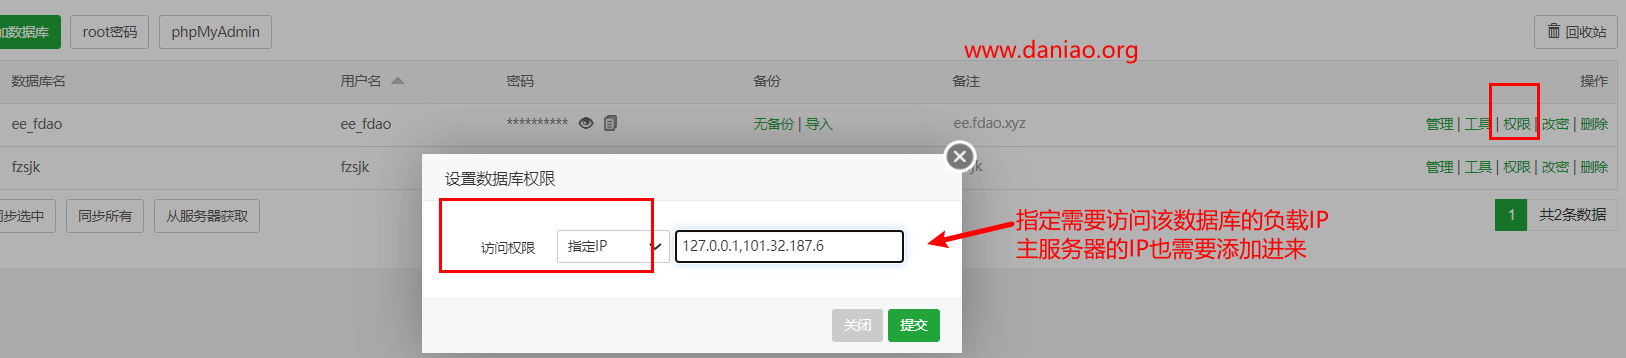 加数据库 root密码 phpMyAdmin 回收站
www.daniao.org
数据库名 用户名 密码 备份 备注 操作
ee_fdao ee_fdao ********** 无备份 | 导入 ee.fdao.xyz 管理 | 工具 | 权限 | 改密 | 删除
fzsjk fzsjk jk 管理 | 工具 | 权限 | 改密 | 删除
设置数据库权限
同步选中 同步所有 从服务器获取 1 共2条数据
指定需要访问该数据库的负载IP
主服务器的IP也需要添加进来
访问权限 指定IP 127.0.0.1,101.32.187.6
关闭 提交